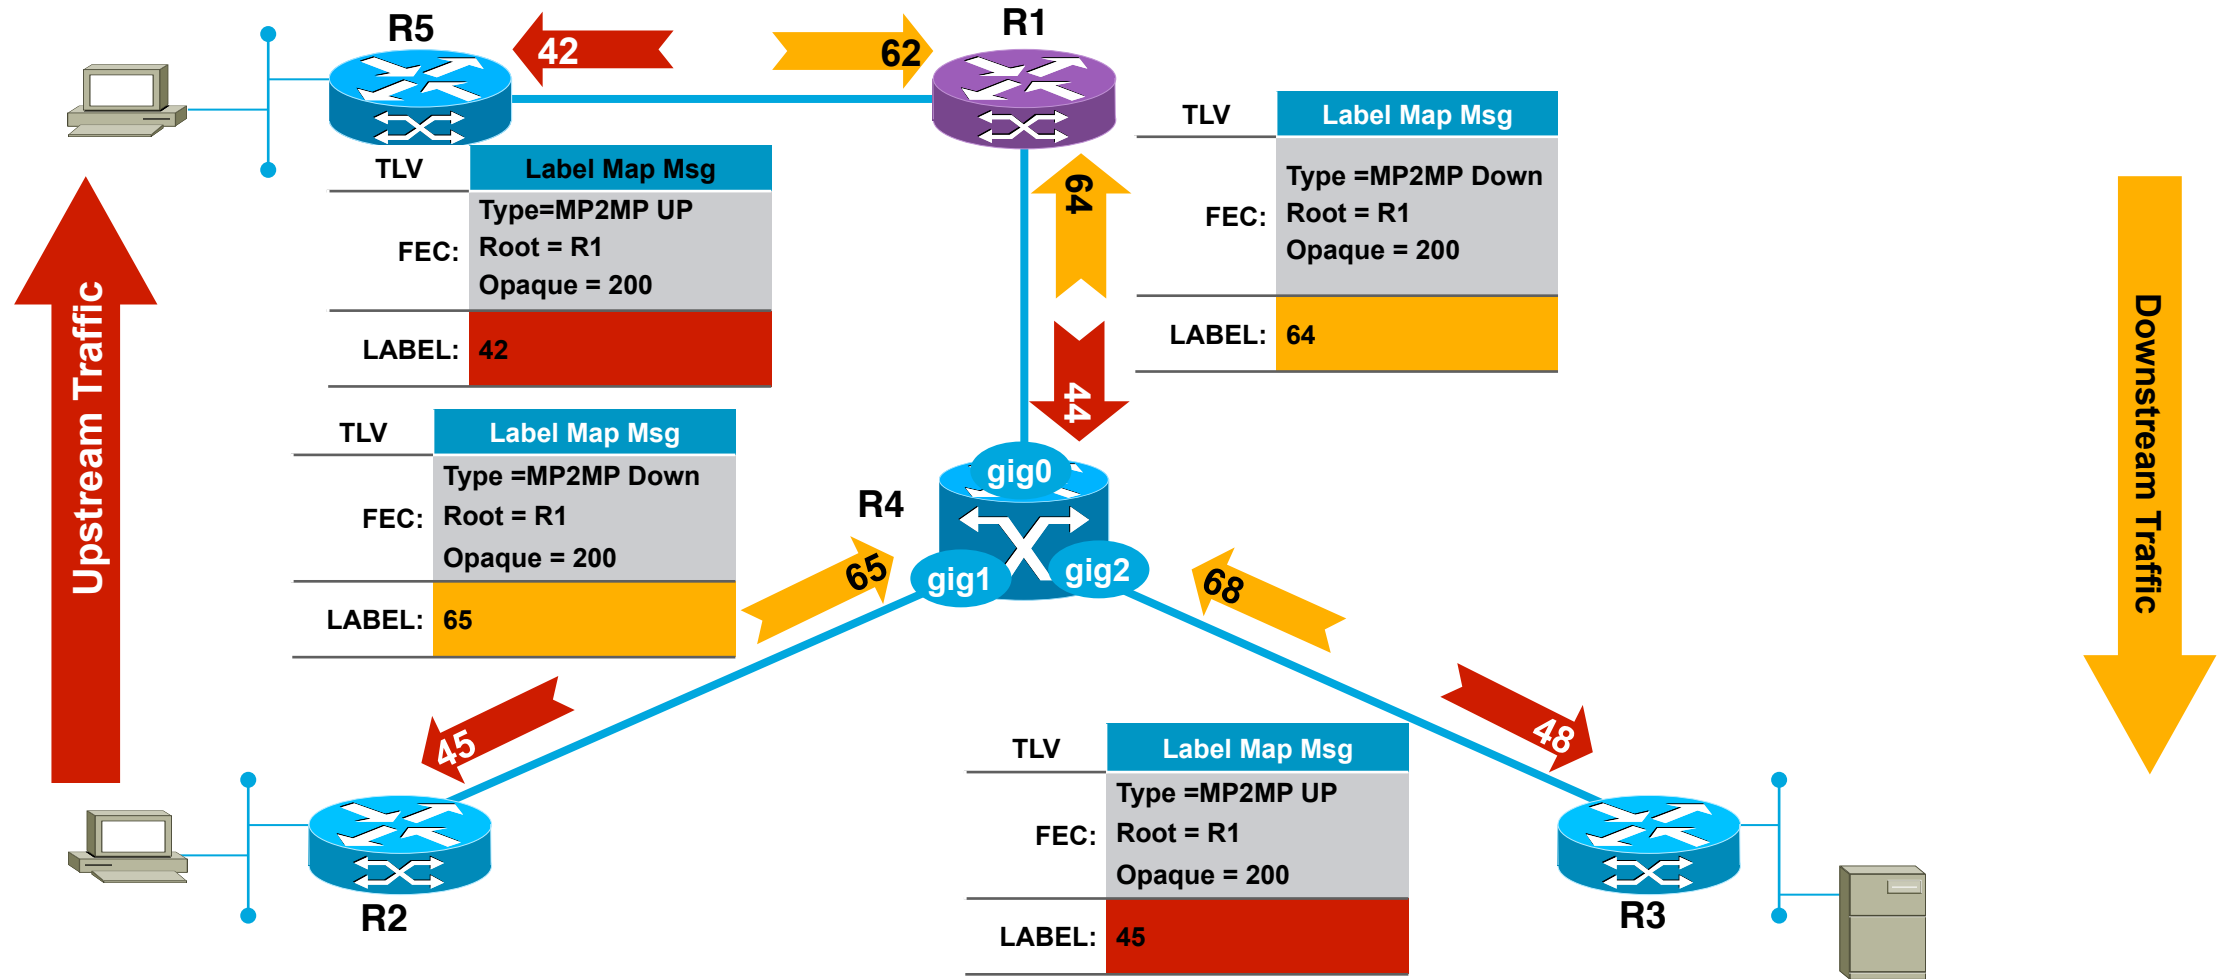 R5
42
62
R1
TLV
Label Map Msg
Type =MP2MP Down
FEC:
Root = R1
Opaque = 200
LABEL:
64
64
44
TLV
Label Map Msg
Type=MP2MP UP
FEC:
Root = R1
Opaque = 200
LABEL:
42
Upstream Traffic
Downstream Traffic
TLV
Label Map Msg
Type =MP2MP Down
FEC:
Root = R1
Opaque = 200
LABEL:
65
R4
gig0
gig1
gig2
65
68
45
48
TLV
Label Map Msg
Type =MP2MP UP
FEC:
Root = R1
Opaque = 200
LABEL:
45
R2
R3